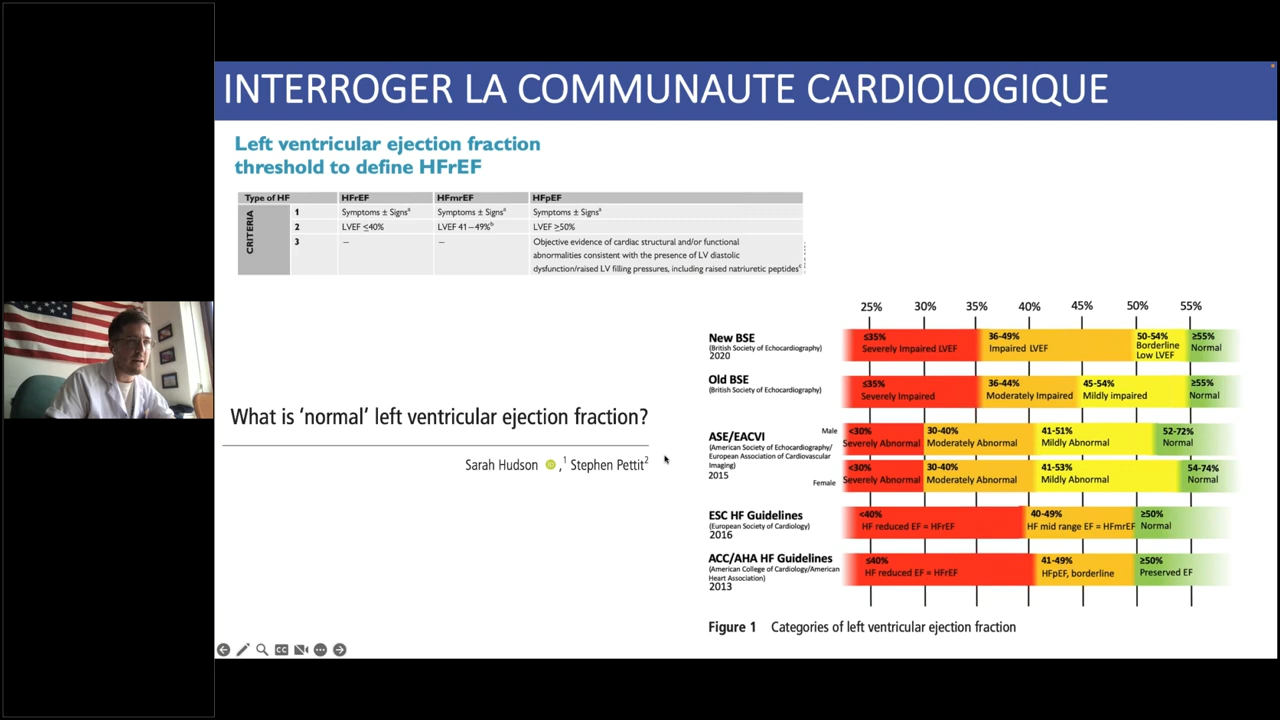 INTERROGER LA COMMUNAUTE CARDIOLOGIQUE
Left ventricular ejection fraction
threshold to define HFrEF
Type of HF HFrEF HFmrEF HFpEF
CRITERIA
1 Symptoms ± Signsᵃ Symptoms ± Signsᵃ Symptoms ± Signsᵃ
2 LVEF ≤40% LVEF 41–49%ᵇ LVEF ≥50%
3 – – Objective evidence of cardiac structural and/or functional
abnormalities consistent with the presence of LV diastolic
dysfunction/raised LV filling pressures, including raised natriuretic peptidesᶜ
What is ‘normal’ left ventricular ejection fraction?
Sarah Hudson iD ,¹ Stephen Pettit²
25% 30% 35% 40% 45% 50% 55%
New BSE
(British Society of Echocardiography)
2020
≤35% 36-49% 50-54% ≥55%
Severely Impaired LVEF Impaired LVEF Borderline Normal
Low LVEF
Old BSE
(British Society of Echocardiography)
≤35% 36-44% 45-54% ≥55%
Severely Impaired Moderately Impaired Mildly impaired Normal
ASE/EACVI
(American Society of Echocardiography/
European Association of Cardiovascular
Imaging)
2015
Male
<30% 30-40% 41-51% 52-72%
Severely Abnormal Moderately Abnormal Mildly Abnormal Normal
Female
<30% 30-40% 41-53% 54-74%
Severely Abnormal Moderately Abnormal Mildly Abnormal Normal
ESC HF Guidelines
(European Society of Cardiology)
2016
<40% 40-49% ≥50%
HF reduced EF = HFrEF HF mid range EF = HFmrEF Normal
ACC/AHA HF Guidelines
(American College of Cardiology/American
Heart Association)
2013
≤40% 41-49% ≥50%
HF reduced EF = HFrEF HFpEF, borderline Preserved EF
Figure 1 Categories of left ventricular ejection fraction
CC